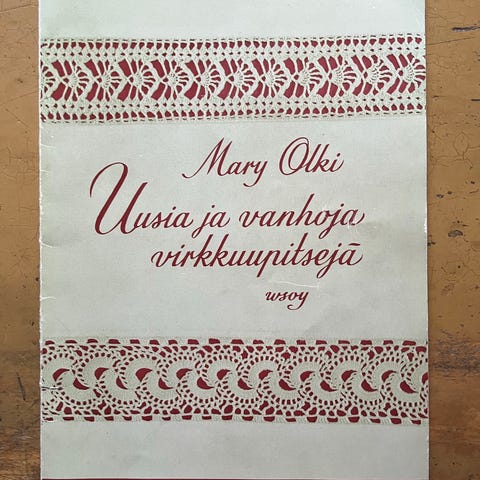 Mary Olki
Uusia ja vanhoja
virkkuupitsejä
wsoy